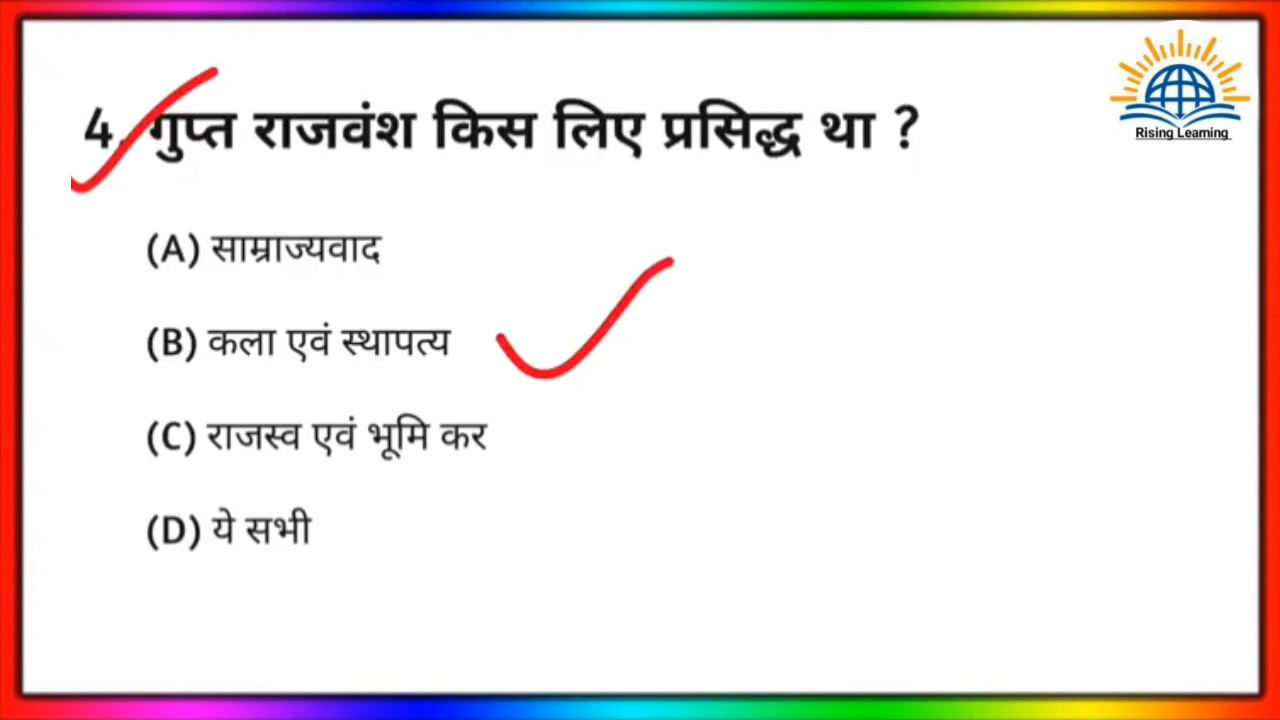 Rising Learning
4. गुप्त राजवंश किस लिए प्रसिद्ध था ?
(A) साम्राज्यवाद
(B) कला एवं स्थापत्य
(C) राजस्व एवं भूमि कर
(D) ये सभी